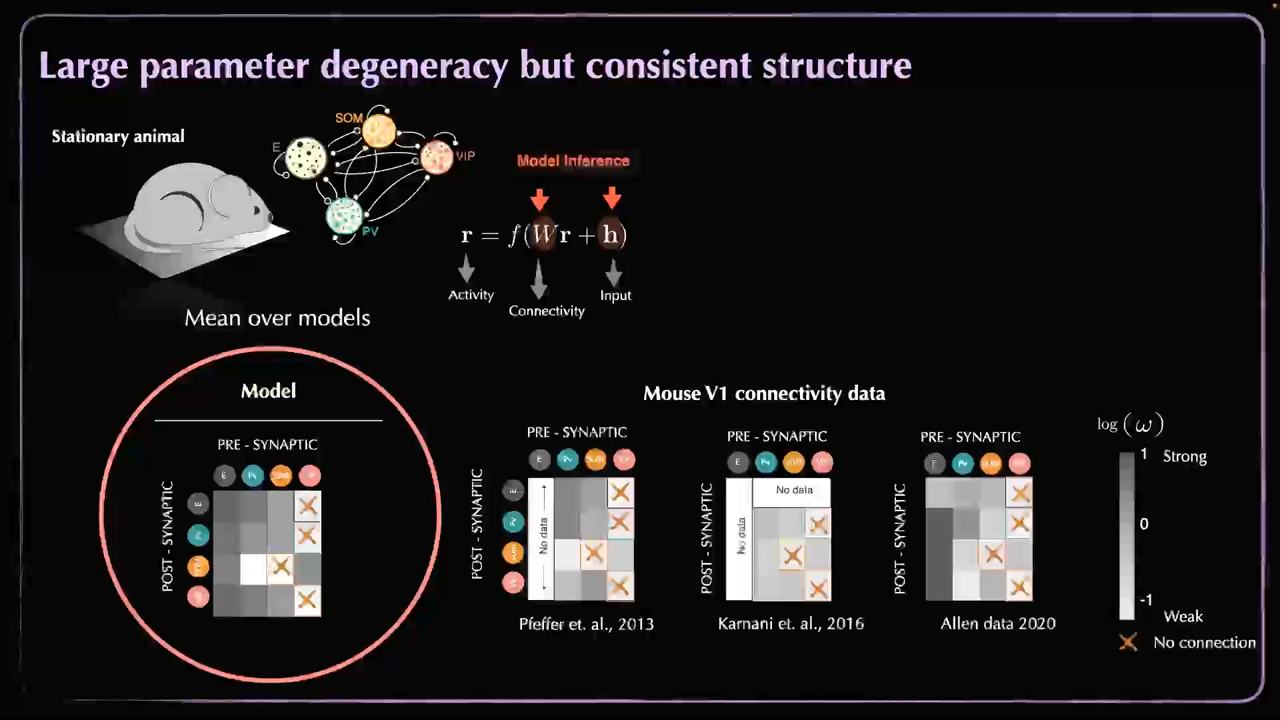 Large parameter degeneracy but consistent structure
Stationary animal
SOM
E
VIP
PV
Model Inference
r = f(Wr + h)
Activity
Connectivity
Input
Mean over models
Model
PRE - SYNAPTIC
E
POST - SYNAPTIC
E
Mouse V1 connectivity data
PRE - SYNAPTIC
E
POST - SYNAPTIC
No data
Pfeffer et. al., 2013
PRE - SYNAPTIC
E
POST - SYNAPTIC
No data
No data
Karnani et. al., 2016
PRE - SYNAPTIC
E
POST - SYNAPTIC
Allen data 2020
log (ω)
1
Strong
0
-1
Weak
No connection